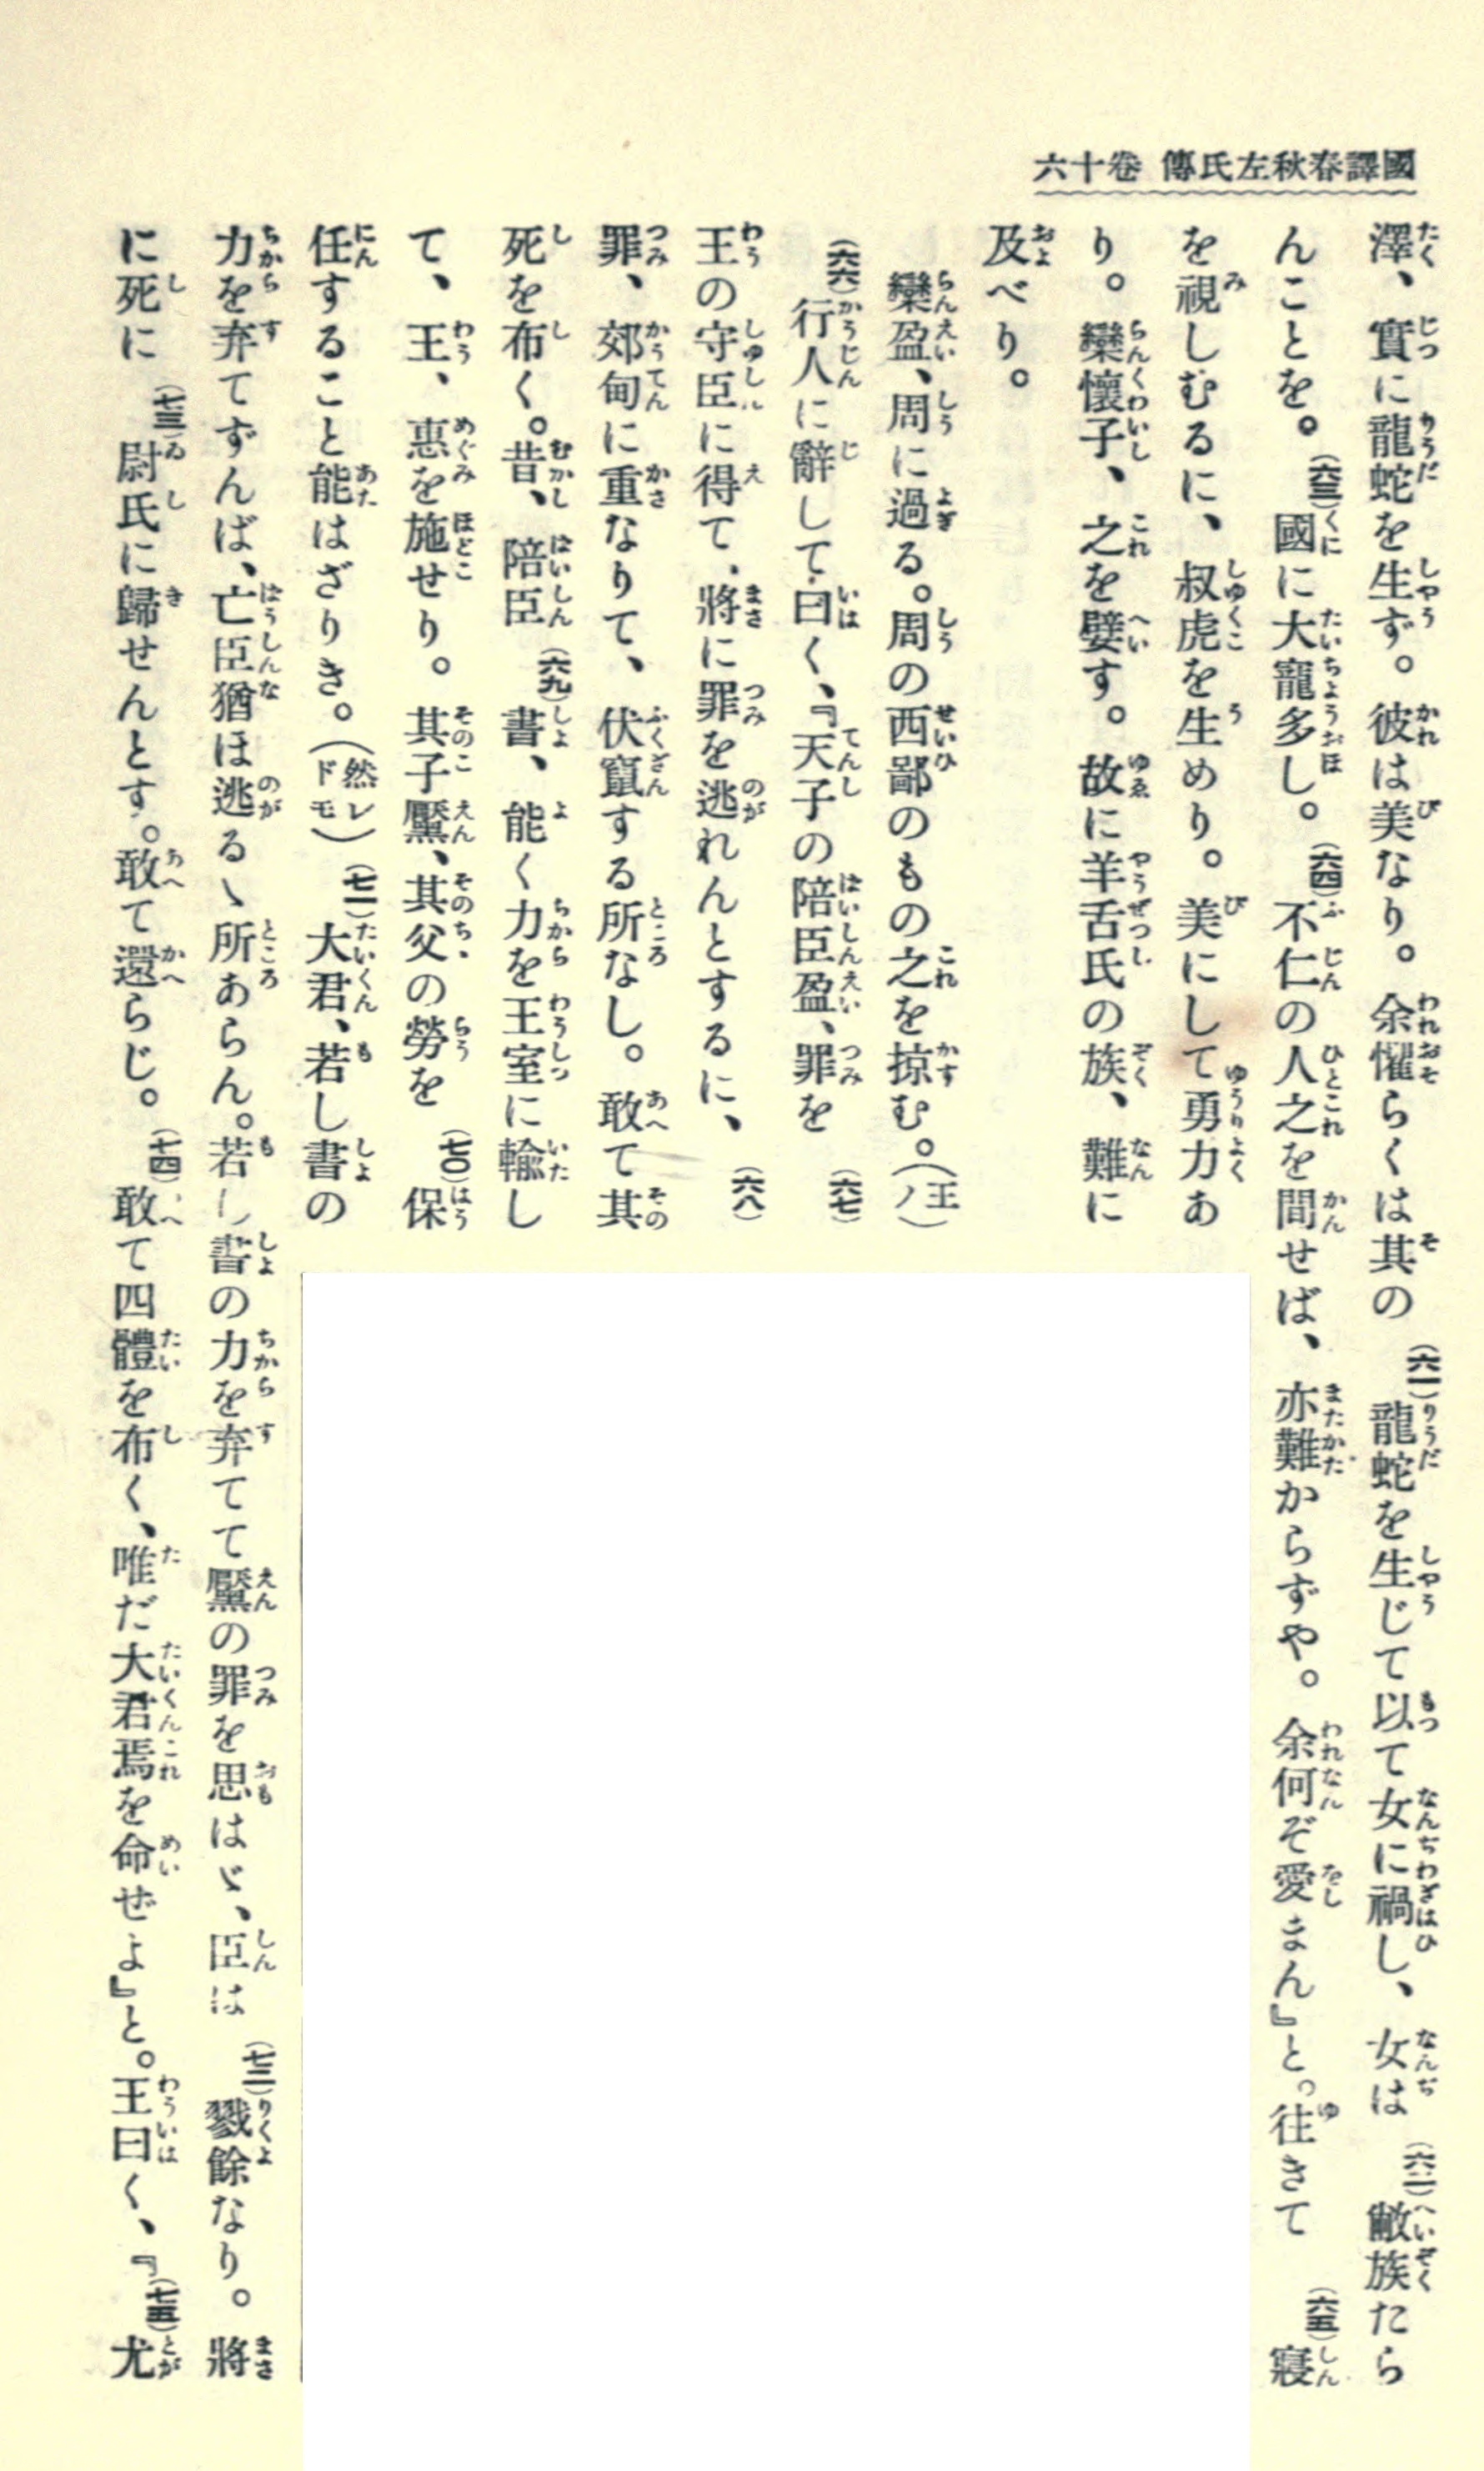 國譯春秋左氏傳 卷十六
澤、實に龍蛇を生ず。彼は美なり。余懼らくは其の(六一)龍蛇を生じて以て女に禍し、女は(六二)敝族たら
んことを。(六三)國に大寵多し。(六四)不仁の人之を間せば、亦難からずや。余何ぞ愛まん』と。往きて(六五)寢
を視しむるに、叔虎を生めり。美にして勇力あ
り。欒懷子、之を嬖す。故に羊舌氏の族、難に
及べり。
欒盈、周に過る。周の西鄙のもの之を掠む。(王ノ)
(六六)行人に辭して曰く、『天子の陪臣盈、罪を(六七)
王の守臣に得て、將に罪を逃れんとするに、(六八)
罪、郊甸に重なりて、伏竄する所なし。敢て其
死を布く。昔、陪臣(六九)書、能く力を王室に輸し
て、王、惠を施せり。其子黶、其父の勞を(七〇)保
任すること能はざりき。(然レドモ)(七一)大君、若し書の
力を弃てずんば、亡臣猶ほ逃るゝ所あらん。若し書の力を弃てて黶の罪を思はゞ、臣は(七二)戮餘なり。將
に死に(七三)尉氏に歸せんとす。敢て還らじ。(七四)敢て四體を布く、唯だ大君焉を命ぜよ』と。王曰く、『(七五)尤